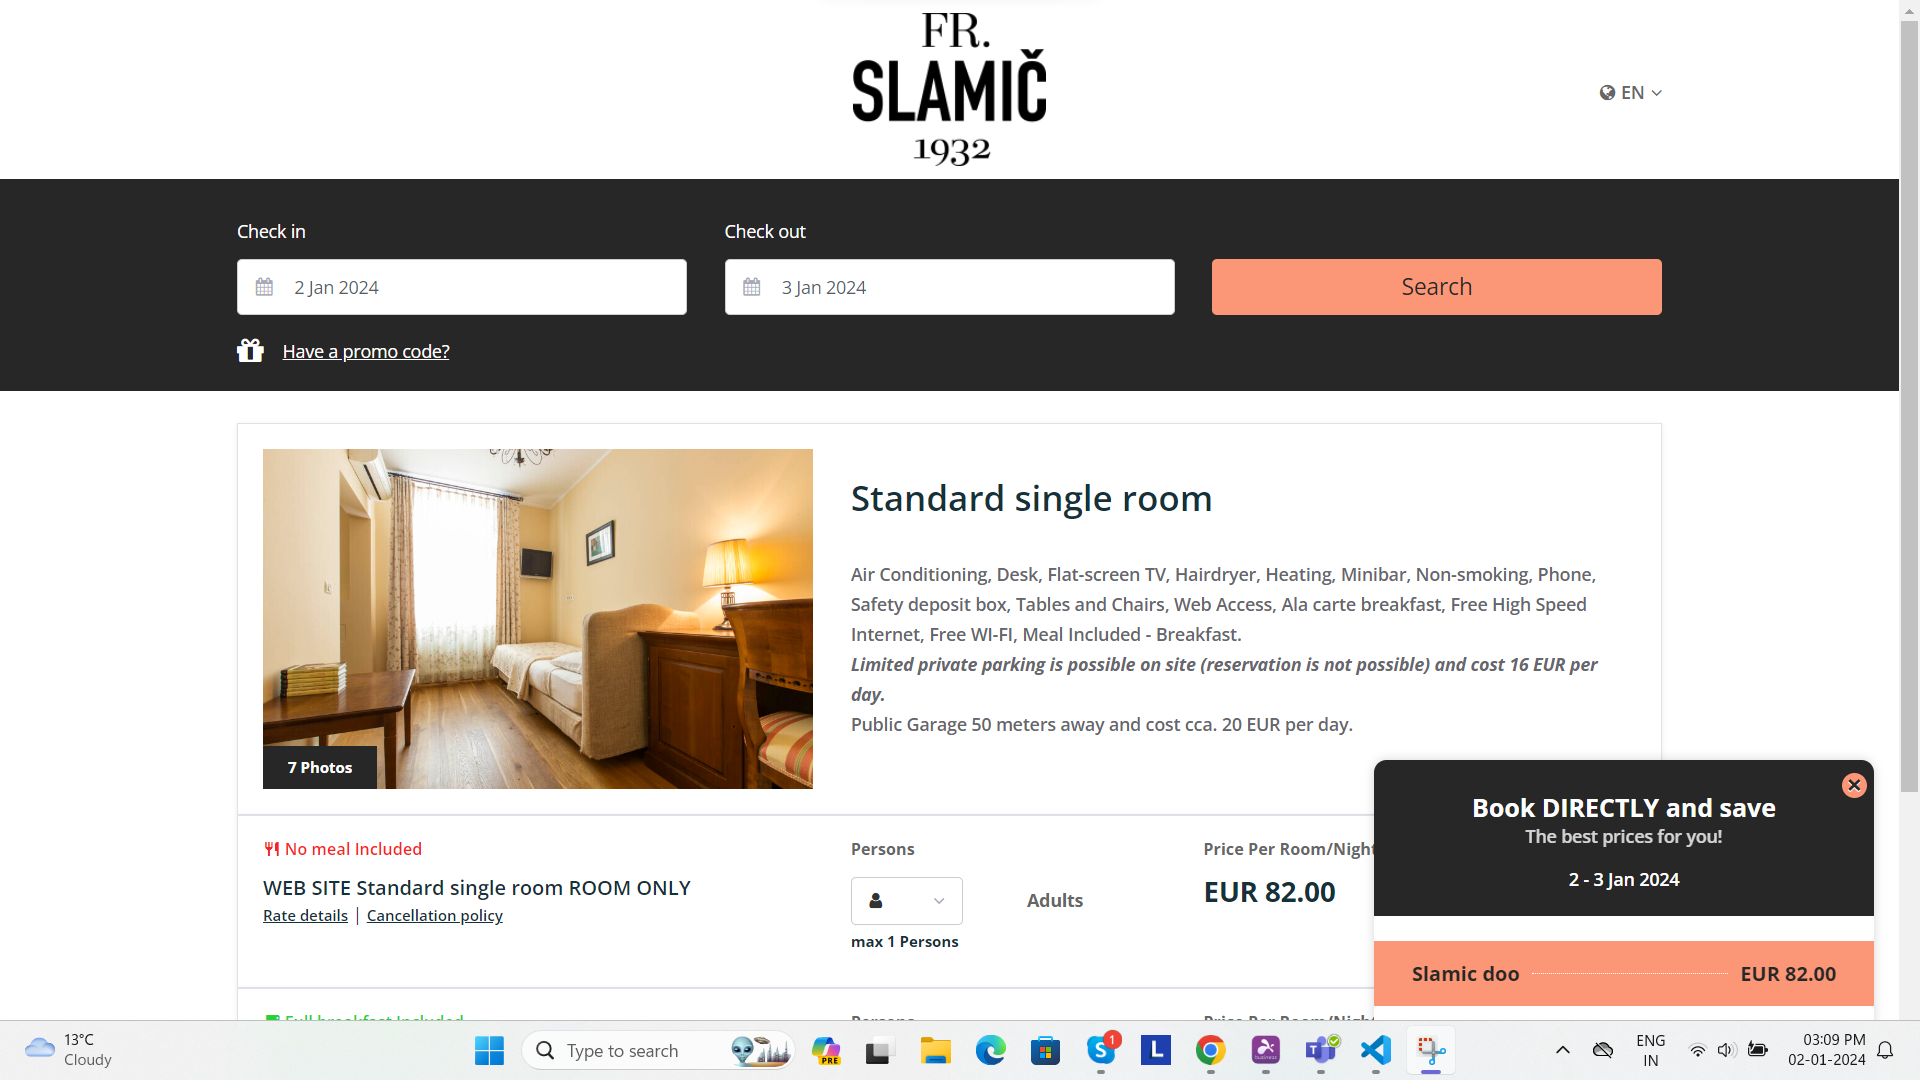 FR.
SLAMIČ
1932
EN
Check in
Check out
2 Jan 2024
3 Jan 2024
Search
Have a promo code?
Standard single room
Air Conditioning, Desk, Flat-screen TV, Hairdryer, Heating, Minibar, Non-smoking, Phone,
Safety deposit box, Tables and Chairs, Web Access, Ala carte breakfast, Free High Speed
Internet, Free WI-FI, Meal Included - Breakfast.
Limited private parking is possible on site (reservation is not possible) and cost 16 EUR per
day.
Public Garage 50 meters away and cost cca. 20 EUR per day.
7 Photos
No meal Included
WEB SITE Standard single room ROOM ONLY
Rate details | Cancellation policy
Persons
Adults
max 1 Persons
Price Per Room/Night
EUR 82.00
Book DIRECTLY and save
The best prices for you!
2 - 3 Jan 2024
Slamic doo EUR 82.00
Full breakfast Included
Persons
Price Per Room/Night
13°C
Cloudy
Type to search
PRE
1
ENG
IN
03:09 PM
02-01-2024